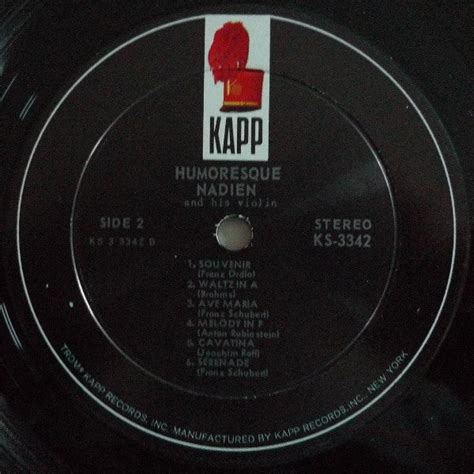 KAPP
HUMORESQUE
NADIEN
and his violin
SIDE 2
STEREO
KS-3342
1. SOUVENIR
(Franz Drdla)
2. WALTZ IN A
(Brahms)
3. AVE MARIA
(Franz Schubert)
4. MELODY IN F
(Anton Rubinstein)
5. CAVATINA
(Joachim Raff)
6. SERENADE
(Franz Schubert)
KAPP RECORDS, INC. MANUFACTURED BY KAPP RECORDS, INC., NEW YORK